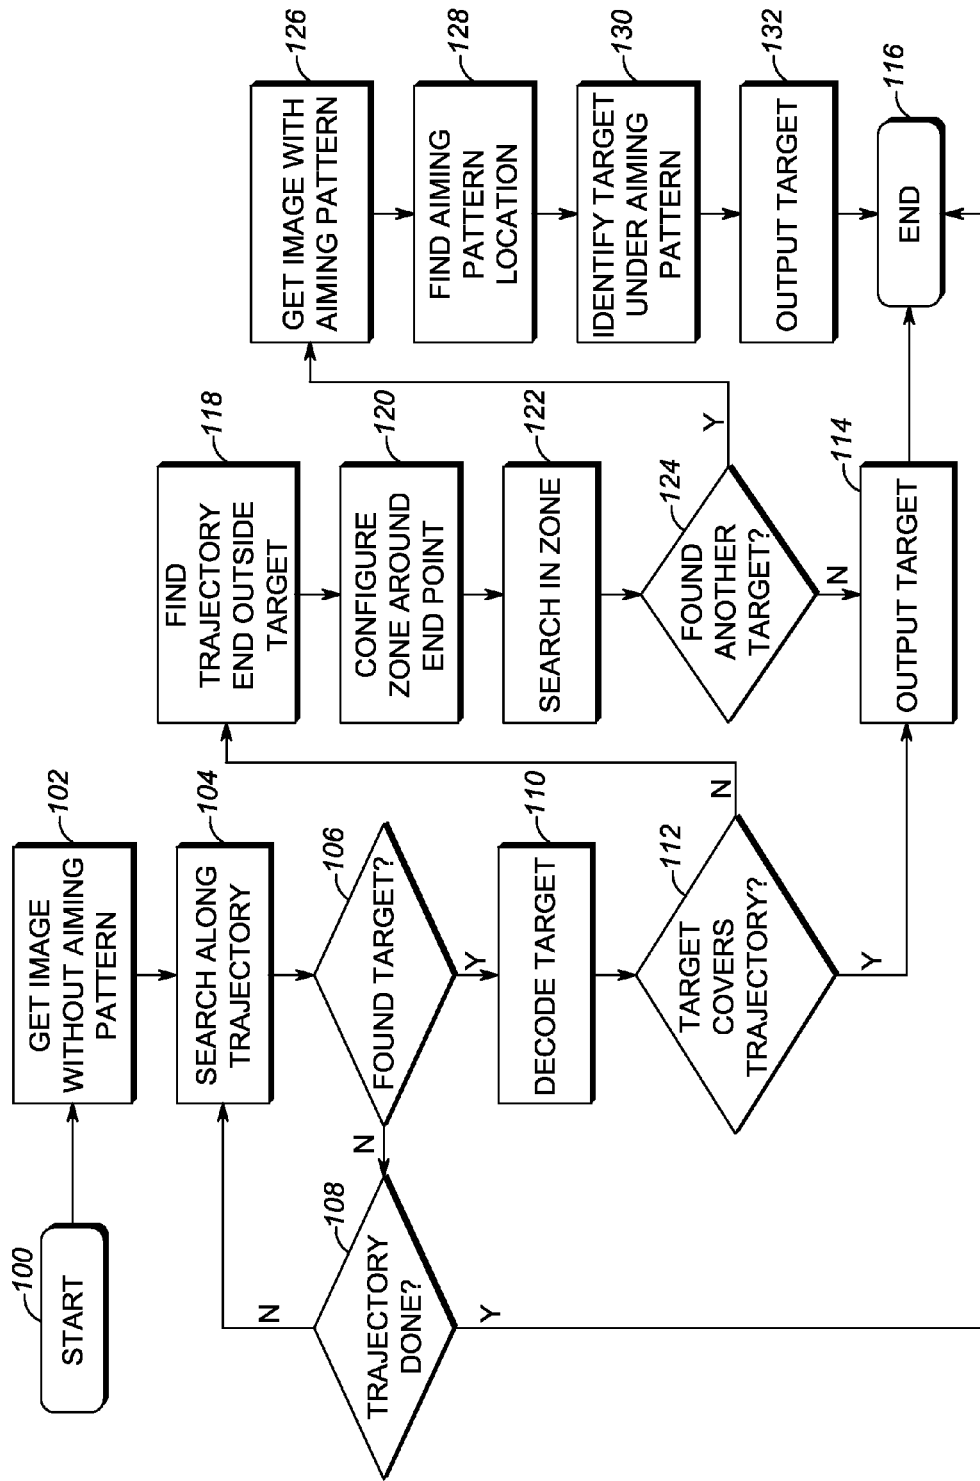 100
START
102
GET IMAGE
WITHOUT AIMING
PATTERN
104
SEARCH ALONG
TRAJECTORY
106
FOUND TARGET?
N
Y
108
TRAJECTORY
DONE?
N
Y
110
DECODE TARGET
112
TARGET
COVERS
TRAJECTORY?
N
Y
118
FIND
TRAJECTORY
END OUTSIDE
TARGET
120
CONFIGURE
ZONE AROUND
END POINT
122
SEARCH IN ZONE
124
FOUND
ANOTHER
TARGET?
Y
N
114
OUTPUT TARGET
126
GET IMAGE WITH
AIMING PATTERN
128
FIND AIMING
PATTERN
LOCATION
130
IDENTIFY TARGET
UNDER AIMING
PATTERN
132
OUTPUT TARGET
116
END